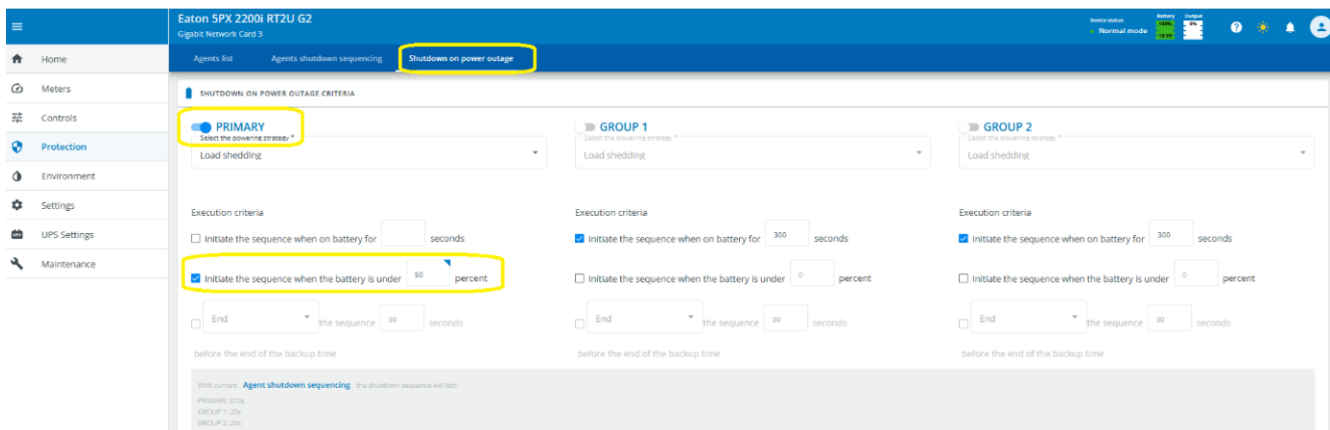 Eaton 5PX 2200i RT2U G2
Gigabit Network Card 3
Device status:
Normal mode
Battery
100%
Output
0%
Home
Meters
Controls
Protection
Environment
Settings
UPS Settings
Maintenance
Agents list
Agents shutdown sequencing
Shutdown on power outage
SHUTDOWN ON POWER OUTAGE CRITERIA
PRIMARY
Select the powering strategy *
Load shedding
Execution criteria
Initiate the sequence when on battery for seconds
Initiate the sequence when the battery is under 50 percent
End the sequence 30 seconds
before the end of the backup time
GROUP 1
Select the powering strategy *
Load shedding
Execution criteria
Initiate the sequence when on battery for 300 seconds
Initiate the sequence when the battery is under 0 percent
End the sequence 30 seconds
before the end of the backup time
GROUP 2
Select the powering strategy *
Load shedding
Execution criteria
Initiate the sequence when on battery for 300 seconds
Initiate the sequence when the battery is under 0 percent
End the sequence 30 seconds
before the end of the backup time
With current Agent shutdown sequencing the shutdown sequence will last:
PRIMARY: 310s
GROUP 1: 20s
GROUP 2: 20s